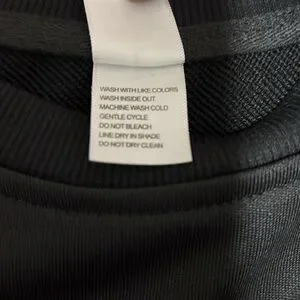 WASH WITH LIKE COLORS
WASH INSIDE OUT
MACHINE WASH COLD
GENTLE CYCLE
DO NOT BLEACH
LINE DRY IN SHADE
DO NOT DRY CLEAN